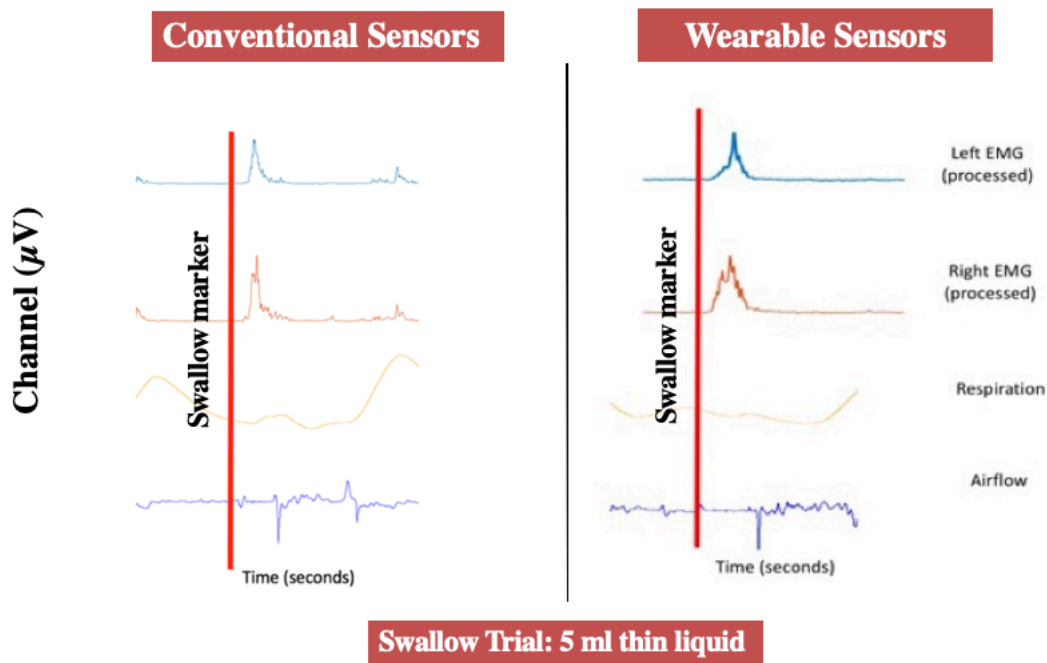 Conventional Sensors
Wearable Sensors
Channel (μV)
Swallow marker
Swallow marker
Left EMG
(processed)
Right EMG
(processed)
Respiration
Airflow
Time (seconds)
Time (seconds)
Swallow Trial: 5 ml thin liquid